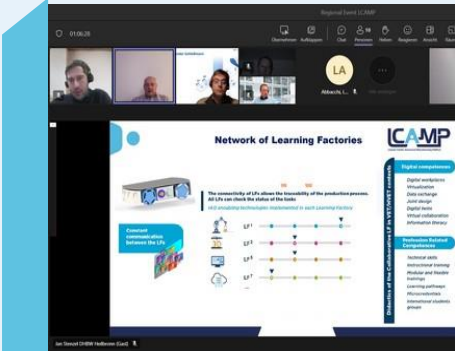 Regional Event LCAMP
01:06:20
Chat
Personen
Reagieren
Ansicht
LA
Network of Learning Factories
LCAMP
The connectivity of LFs allows the traceability of the production process.
All LFs can check the status of the tasks
Constant
communication
between the LFs
LF
LF
LF
LF
Didactics of the Collaborative LF in VET/HVET contexts
Digital competences
Digital workplaces
Virtualization
Data exchange
Joint design
Digital twins
Virtual collaboration
Information literacy
Profession Related
Competences
Technical skills
Instructional training
Modular and flexible
trainings
Learning pathways
Microcredentials
International students
groups
Jan Stenzel DHBW Heilbronn (Gast)